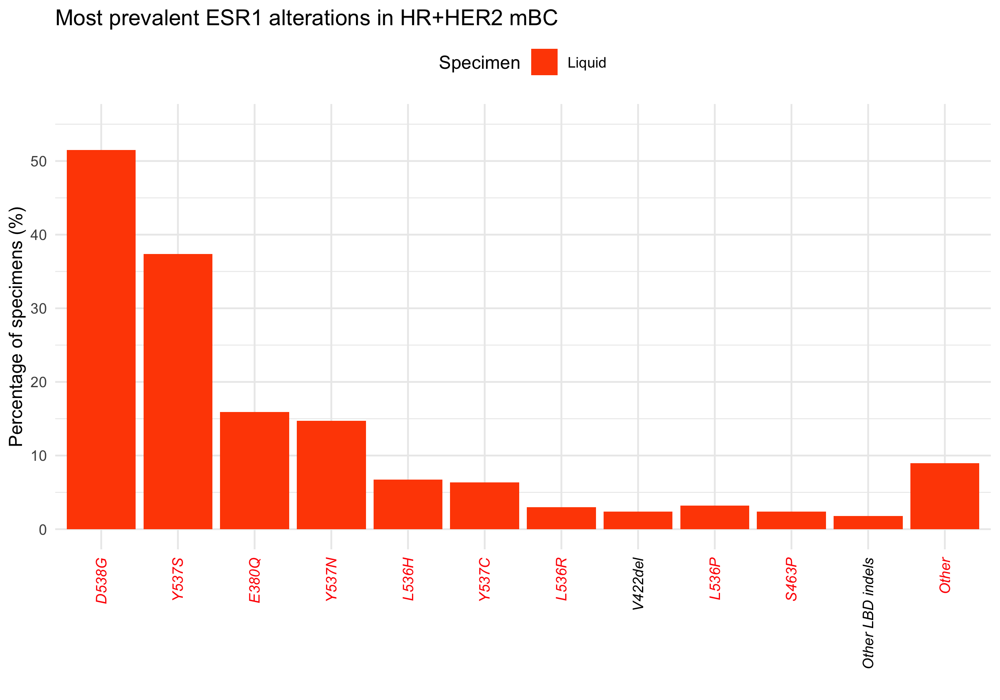 Most prevalent ESR1 alterations in HR+HER2 mBC
Specimen Liquid
Percentage of specimens (%)
50
40
30
20
10
0
D538G
Y537S
E380Q
Y537N
L536H
Y537C
L536R
V422del
L536P
S463P
Other LBD indels
Other